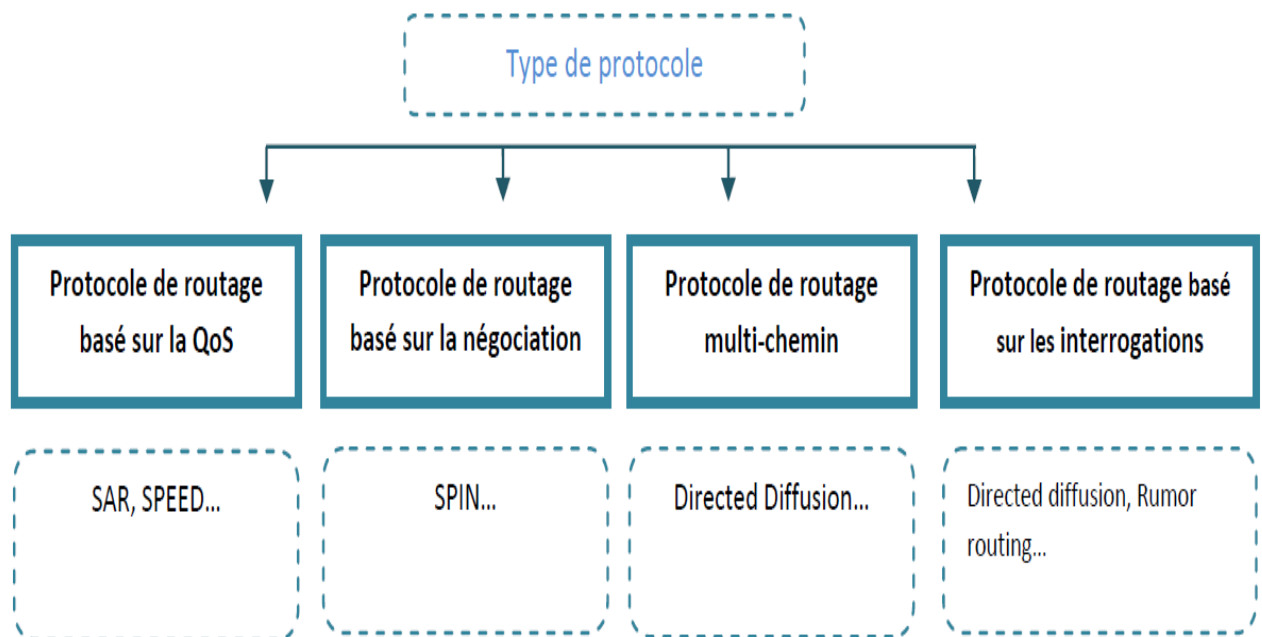 Type de protocole
Protocole de routage
basé sur la QoS
Protocole de routage
basé sur la négociation
Protocole de routage
multi-chemin
Protocole de routage basé
sur les interrogations
SAR, SPEED...
SPIN...
Directed Diffusion...
Directed diffusion, Rumor
routing...